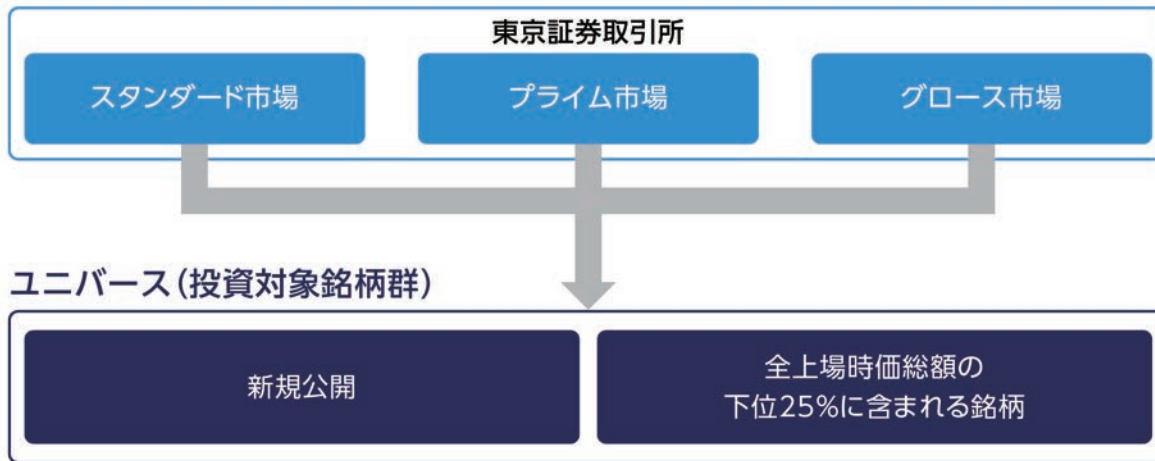 東京証券取引所
スタンダード市場
プライム市場
グロース市場
ユニバース(投資対象銘柄群)
新規公開
全上場時価総額の
下位25%に含まれる銘柄